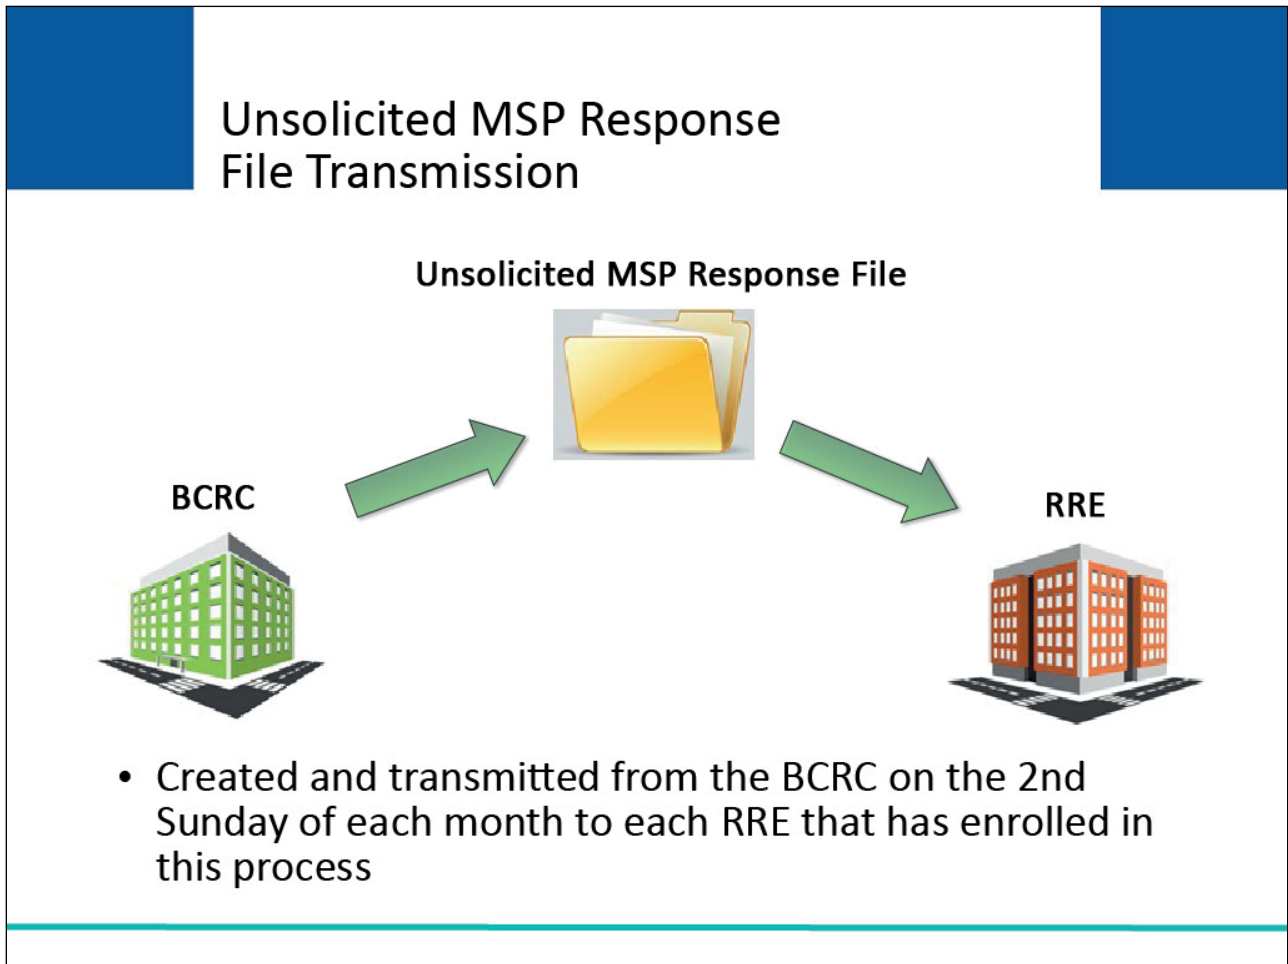 Unsolicited MSP Response
File Transmission
Unsolicited MSP Response File
BCRC
RRE
• Created and transmitted from the BCRC on the 2nd
Sunday of each month to each RRE that has enrolled in
this process